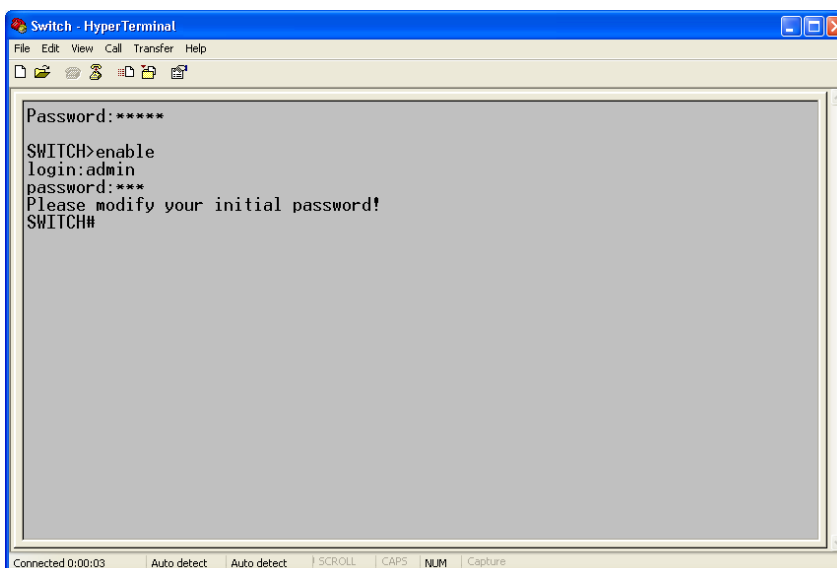 Switch - HyperTerminal
File Edit View Call Transfer Help
Password:*****
SWITCH>enable
login:admin
password:***
Please modify your initial password!
SWITCH#
Connected 0:00:03 Auto detect Auto detect SCROLL CAPS NUM Capture